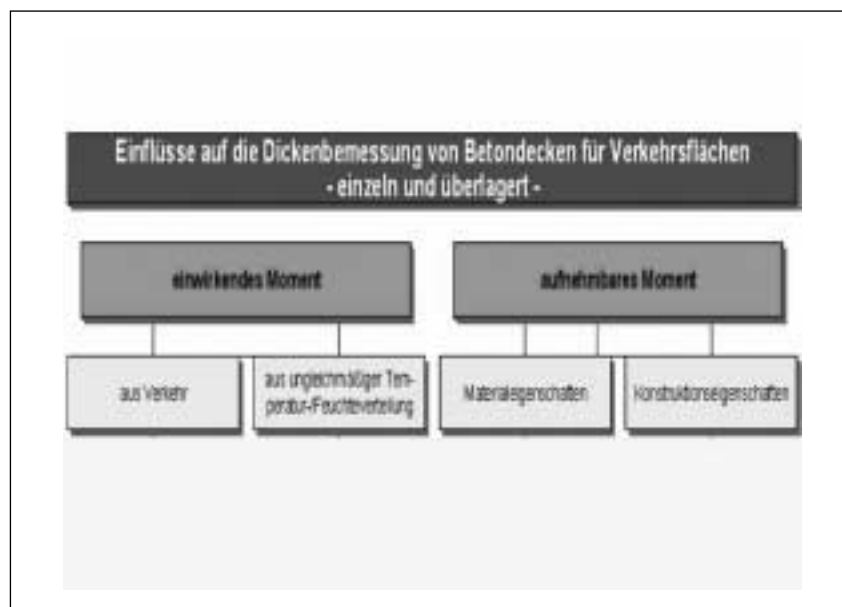 Einflüsse auf die Dickenbemessung von Betondecken für Verkehrsflächen
- einzeln und überlagert -
einwirkendes Moment
aufnehmbares Moment
aus Verkehr
aus ungleichmäßiger Tem-
peratur-/Feuchteverteilung
Materialeigenschaften
Konstruktionseigenschaften